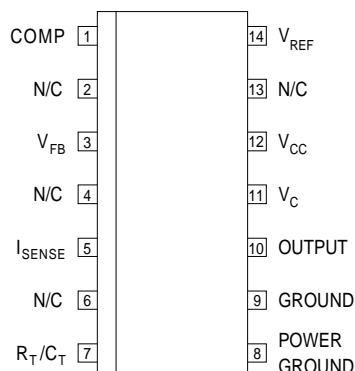 COMP 1 14 V_REF
N/C 2 13 N/C
V_FB 3 12 V_CC
N/C 4 11 V_C
I_SENSE 5 10 OUTPUT
N/C 6 9 GROUND
R_T/C_T 7 8 POWER
GROUND